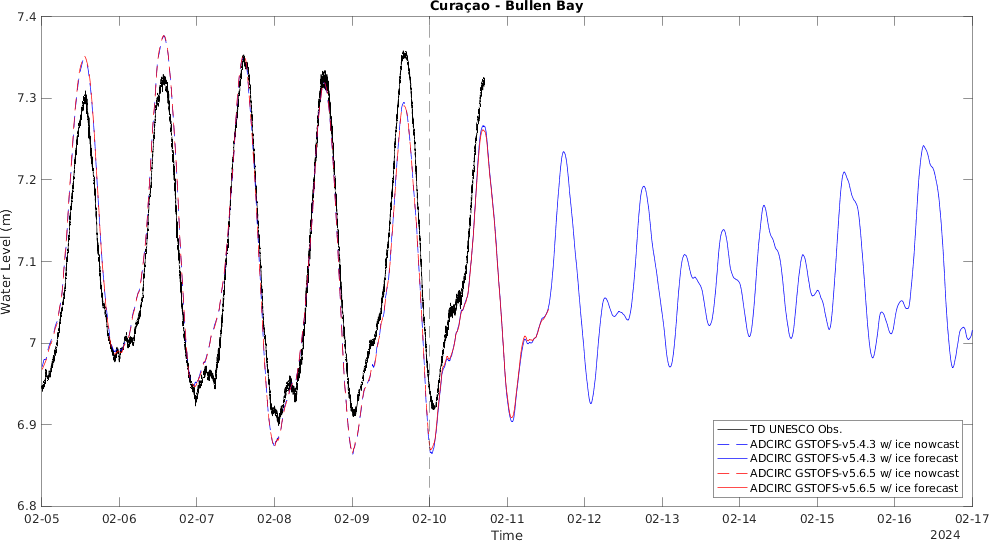 Curaçao - Bullen Bay
Water Level (m)
7.4
7.3
7.2
7.1
7
6.9
6.8
02-05
02-06
02-07
02-08
02-09
02-10
02-11
02-12
02-13
02-14
02-15
02-16
02-17
Time
2024
TD UNESCO Obs.
ADCIRC GSTOFS-v5.4.3 w/ ice nowcast
ADCIRC GSTOFS-v5.4.3 w/ ice forecast
ADCIRC GSTOFS-v5.6.5 w/ ice nowcast
ADCIRC GSTOFS-v5.6.5 w/ ice forecast